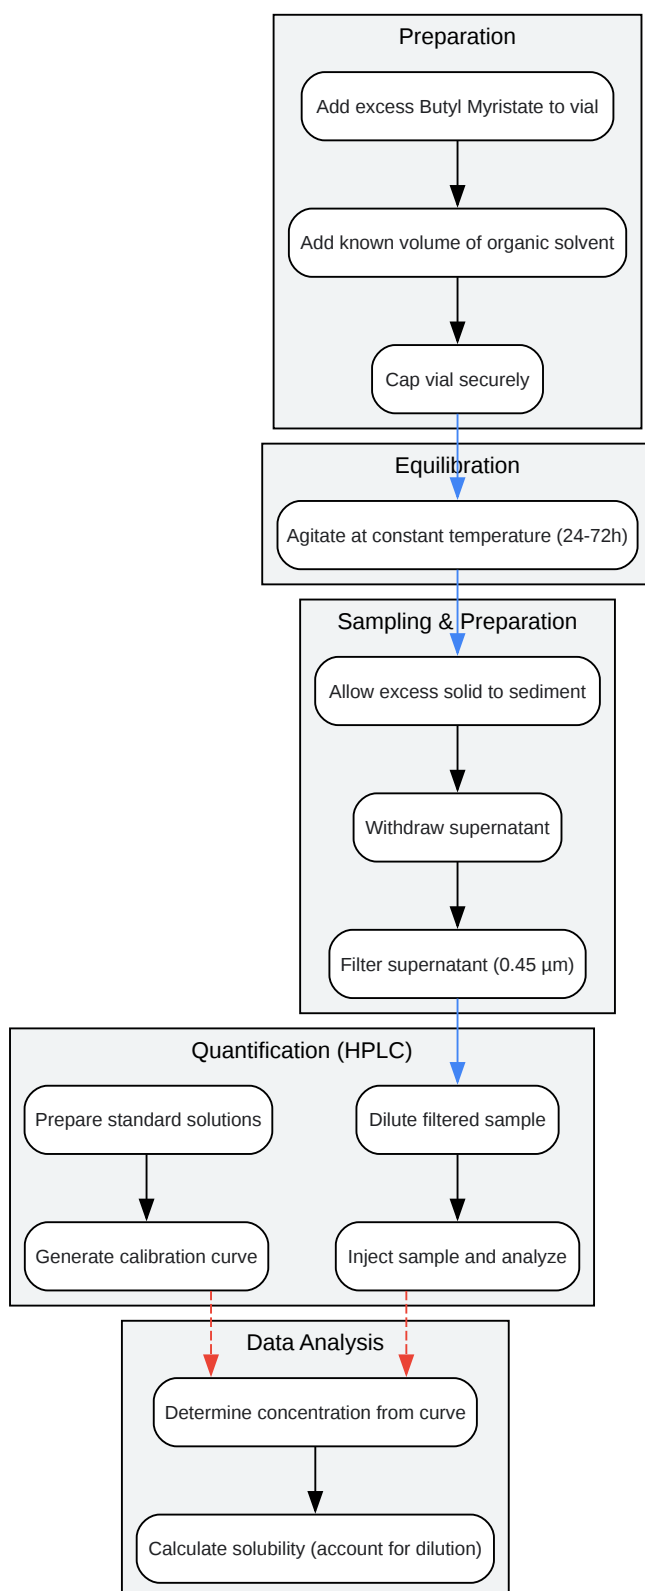 Preparation
Add excess Butyl Myristate to vial
Add known volume of organic solvent
Cap vial securely
Equilibration
Agitate at constant temperature (24-72h)
Sampling & Preparation
Allow excess solid to sediment
Withdraw supernatant
Filter supernatant (0.45 µm)
Quantification (HPLC)
Prepare standard solutions
Dilute filtered sample
Generate calibration curve
Inject sample and analyze
Data Analysis
Determine concentration from curve
Calculate solubility (account for dilution)